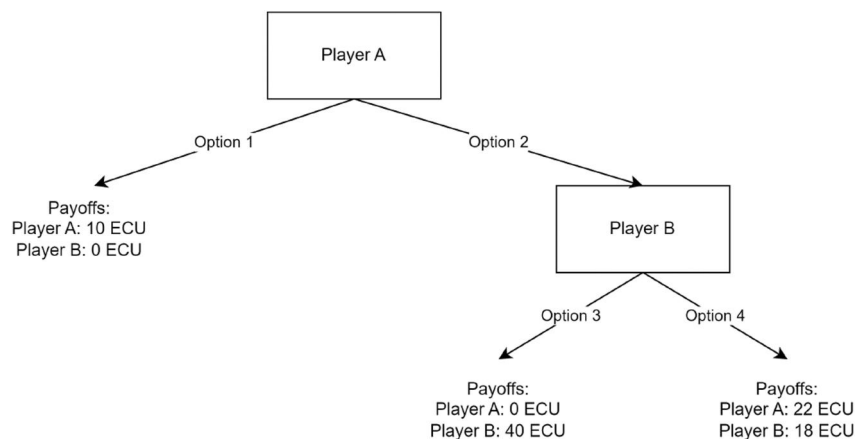 Player A
Option 1
Option 2
Payoffs:
Player A: 10 ECU
Player B: 0 ECU
Player B
Option 3
Option 4
Payoffs:
Player A: 0 ECU
Player B: 40 ECU
Payoffs:
Player A: 22 ECU
Player B: 18 ECU